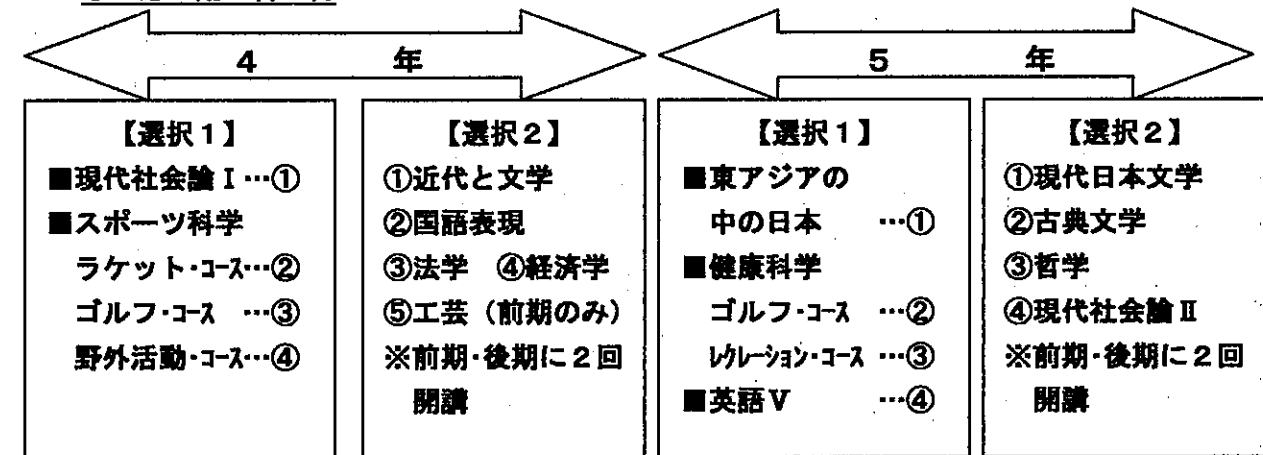 4 年
5 年
【選択1】
■現代社会論Ⅰ…①
■スポーツ科学
ラケット・コース…②
ゴルフ・コース …③
野外活動・コース…④
【選択2】
①近代と文学
②国語表現
③法学 ④経済学
⑤工芸(前期のみ)
※前期・後期に2回
開講
【選択1】
■東アジアの
中の日本 …①
■健康科学
ゴルフ・コース …②
レクレーション・コース …③
■英語Ⅴ …④
【選択2】
①現代日本文学
②古典文学
③哲学
④現代社会論Ⅱ
※前期・後期に2回
開講